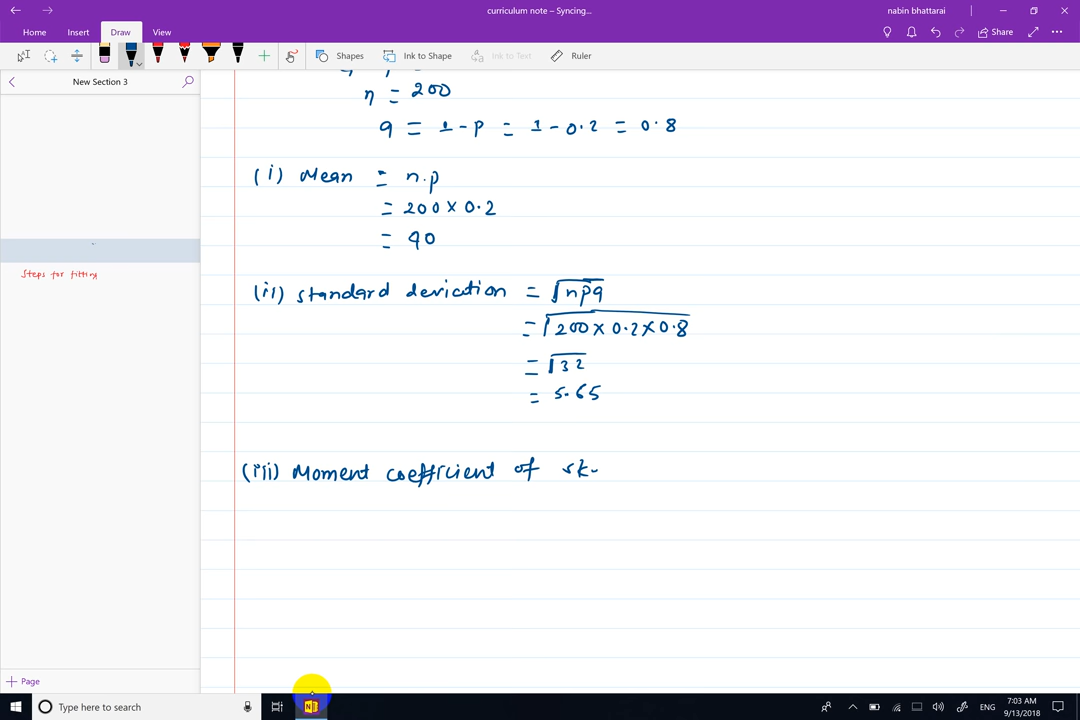 curriculum note – Syncing...
nabin bhattarai
Home
Insert
Draw
View
Share
Shapes
Ink to Shape
Ink to Text
Ruler
New Section 3
Steps for fitting
n = 200
q = 1 - p = 1 - 0.2 = 0.8
(i) Mean = n.p
= 200 × 0.2
= 40
(ii) standard deviation = √npq
= √200 × 0.2 × 0.8
= √32
= 5.65
(iii) Moment coefficient of sk
+ Page
Type here to search
ENG
7:03 AM
9/13/2018